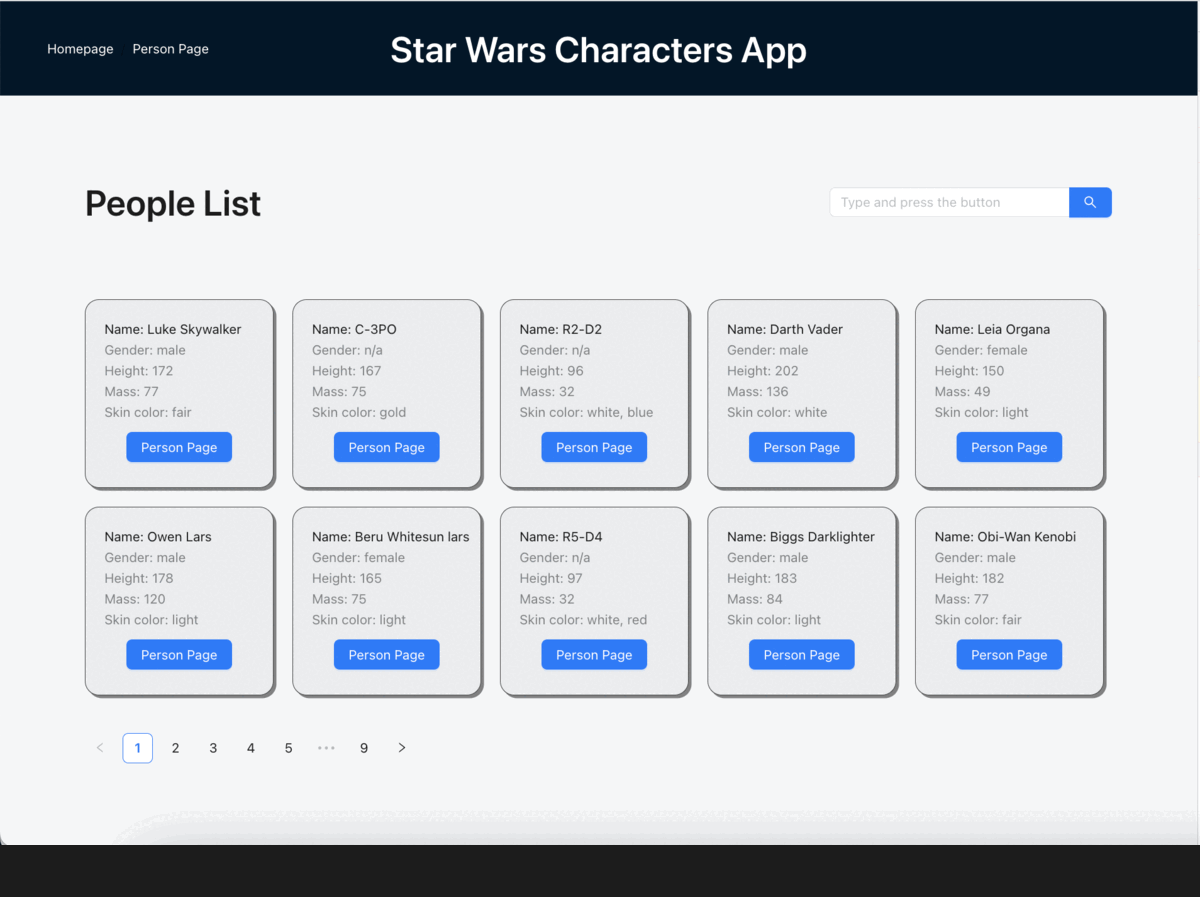 Homepage
Person Page
Star Wars Characters App
People List
Type and press the button
Name: Luke Skywalker
Gender: male
Height: 172
Mass: 77
Skin color: fair
Person Page
Name: C-3PO
Gender: n/a
Height: 167
Mass: 75
Skin color: gold
Person Page
Name: R2-D2
Gender: n/a
Height: 96
Mass: 32
Skin color: white, blue
Person Page
Name: Darth Vader
Gender: male
Height: 202
Mass: 136
Skin color: white
Person Page
Name: Leia Organa
Gender: female
Height: 150
Mass: 49
Skin color: light
Person Page
Name: Owen Lars
Gender: male
Height: 178
Mass: 120
Skin color: light
Person Page
Name: Beru Whitesun lars
Gender: female
Height: 165
Mass: 75
Skin color: light
Person Page
Name: R5-D4
Gender: n/a
Height: 97
Mass: 32
Skin color: white, red
Person Page
Name: Biggs Darklighter
Gender: male
Height: 183
Mass: 84
Skin color: light
Person Page
Name: Obi-Wan Kenobi
Gender: male
Height: 182
Mass: 77
Skin color: fair
Person Page
< 1 2 3 4 5 ••• 9 >